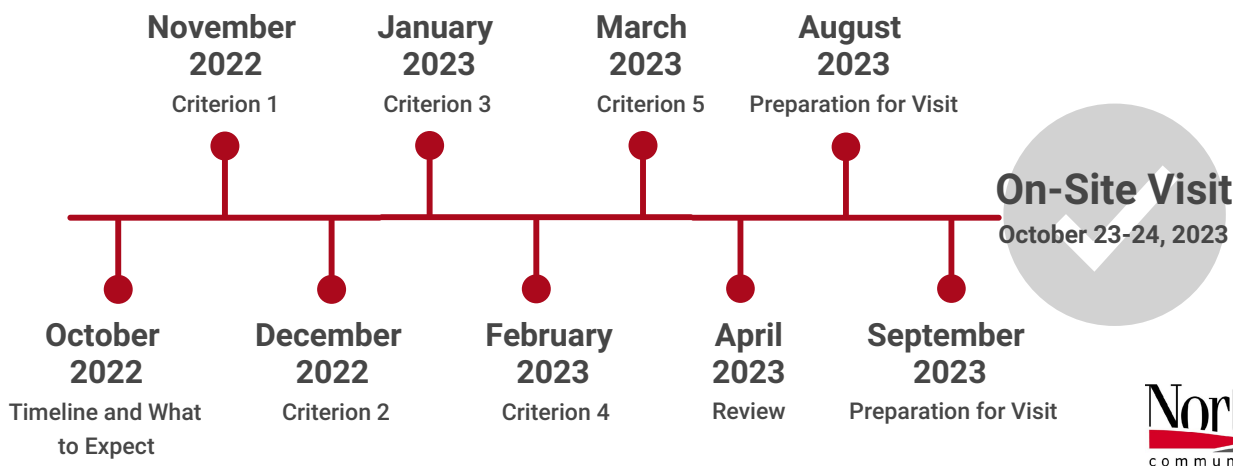 November
2022
Criterion 1
January
2023
Criterion 3
March
2023
Criterion 5
August
2023
Preparation for Visit
On-Site Visit
October 23-24, 2023
October
2022
Timeline and What
to Expect
December
2022
Criterion 2
February
2023
Criterion 4
April
2023
Review
September
2023
Preparation for Visit